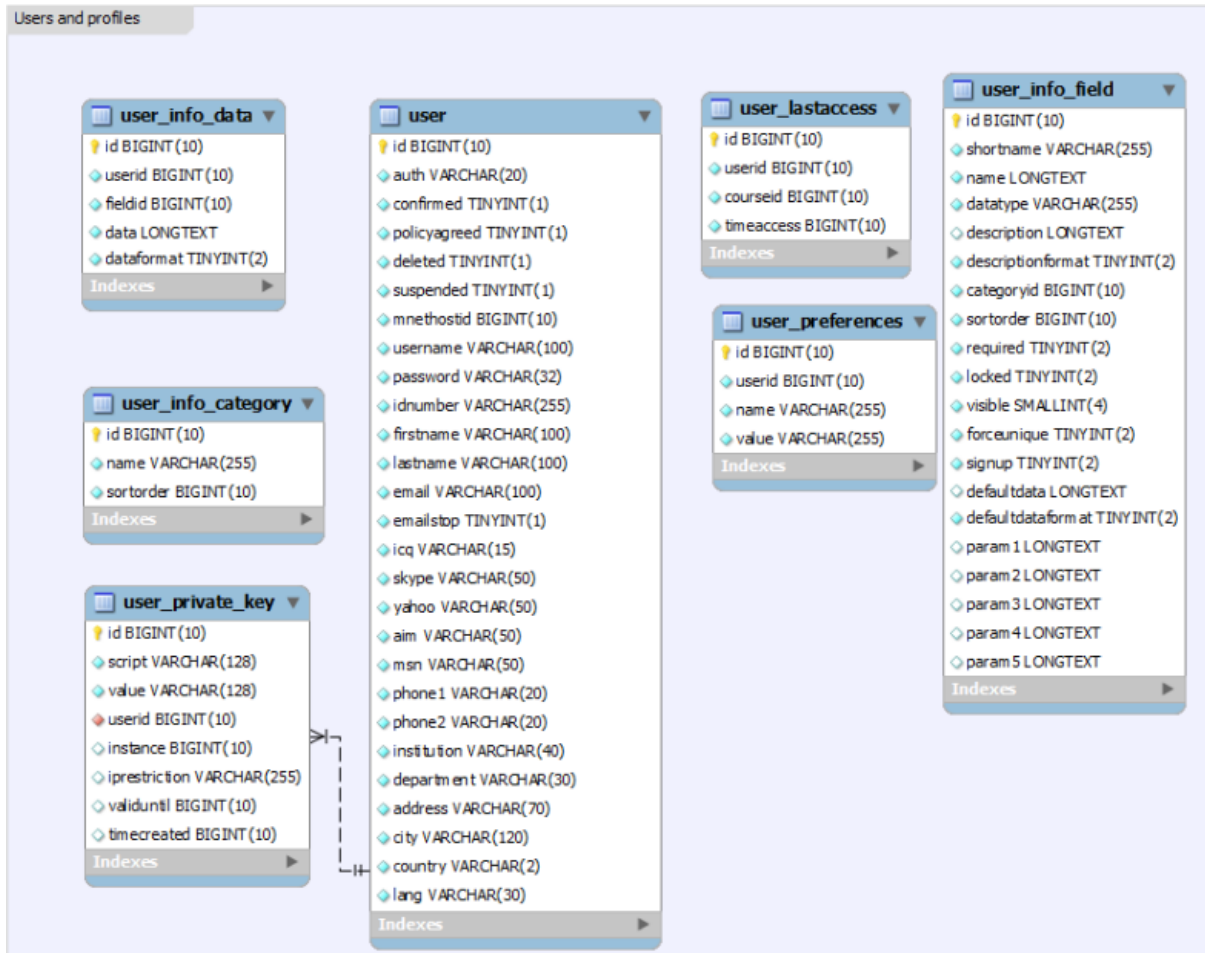 Users and profiles
user_info_data
id BIGINT(10)
userid BIGINT(10)
fieldid BIGINT(10)
data LONGTEXT
dataformat TINYINT(2)
Indexes
user_info_category
id BIGINT(10)
name VARCHAR(255)
sortorder BIGINT(10)
Indexes
user_private_key
id BIGINT(10)
script VARCHAR(128)
value VARCHAR(128)
userid BIGINT(10)
instance BIGINT(10)
iprestriction VARCHAR(255)
validuntil BIGINT(10)
timecreated BIGINT(10)
Indexes
user
id BIGINT(10)
auth VARCHAR(20)
confirmed TINYINT(1)
policyagreed TINYINT(1)
deleted TINYINT(1)
suspended TINYINT(1)
mnethostid BIGINT(10)
username VARCHAR(100)
password VARCHAR(32)
idnumber VARCHAR(255)
firstname VARCHAR(100)
lastname VARCHAR(100)
email VARCHAR(100)
emailstop TINYINT(1)
icq VARCHAR(15)
skype VARCHAR(50)
yahoo VARCHAR(50)
aim VARCHAR(50)
msn VARCHAR(50)
phone1 VARCHAR(20)
phone2 VARCHAR(20)
institution VARCHAR(40)
department VARCHAR(30)
address VARCHAR(70)
city VARCHAR(120)
country VARCHAR(2)
lang VARCHAR(30)
Indexes
user_lastaccess
id BIGINT(10)
userid BIGINT(10)
courseid BIGINT(10)
timeaccess BIGINT(10)
Indexes
user_preferences
id BIGINT(10)
userid BIGINT(10)
name VARCHAR(255)
value VARCHAR(255)
Indexes
user_info_field
id BIGINT(10)
shortname VARCHAR(255)
name LONGTEXT
datatype VARCHAR(255)
description LONGTEXT
descriptionformat TINYINT(2)
categoryid BIGINT(10)
sortorder BIGINT(10)
required TINYINT(2)
locked TINYINT(2)
visible SMALLINT(4)
forceunique TINYINT(2)
signup TINYINT(2)
defaultdata LONGTEXT
defaultdataformat TINYINT(2)
param1 LONGTEXT
param2 LONGTEXT
param3 LONGTEXT
param4 LONGTEXT
param5 LONGTEXT
Indexes